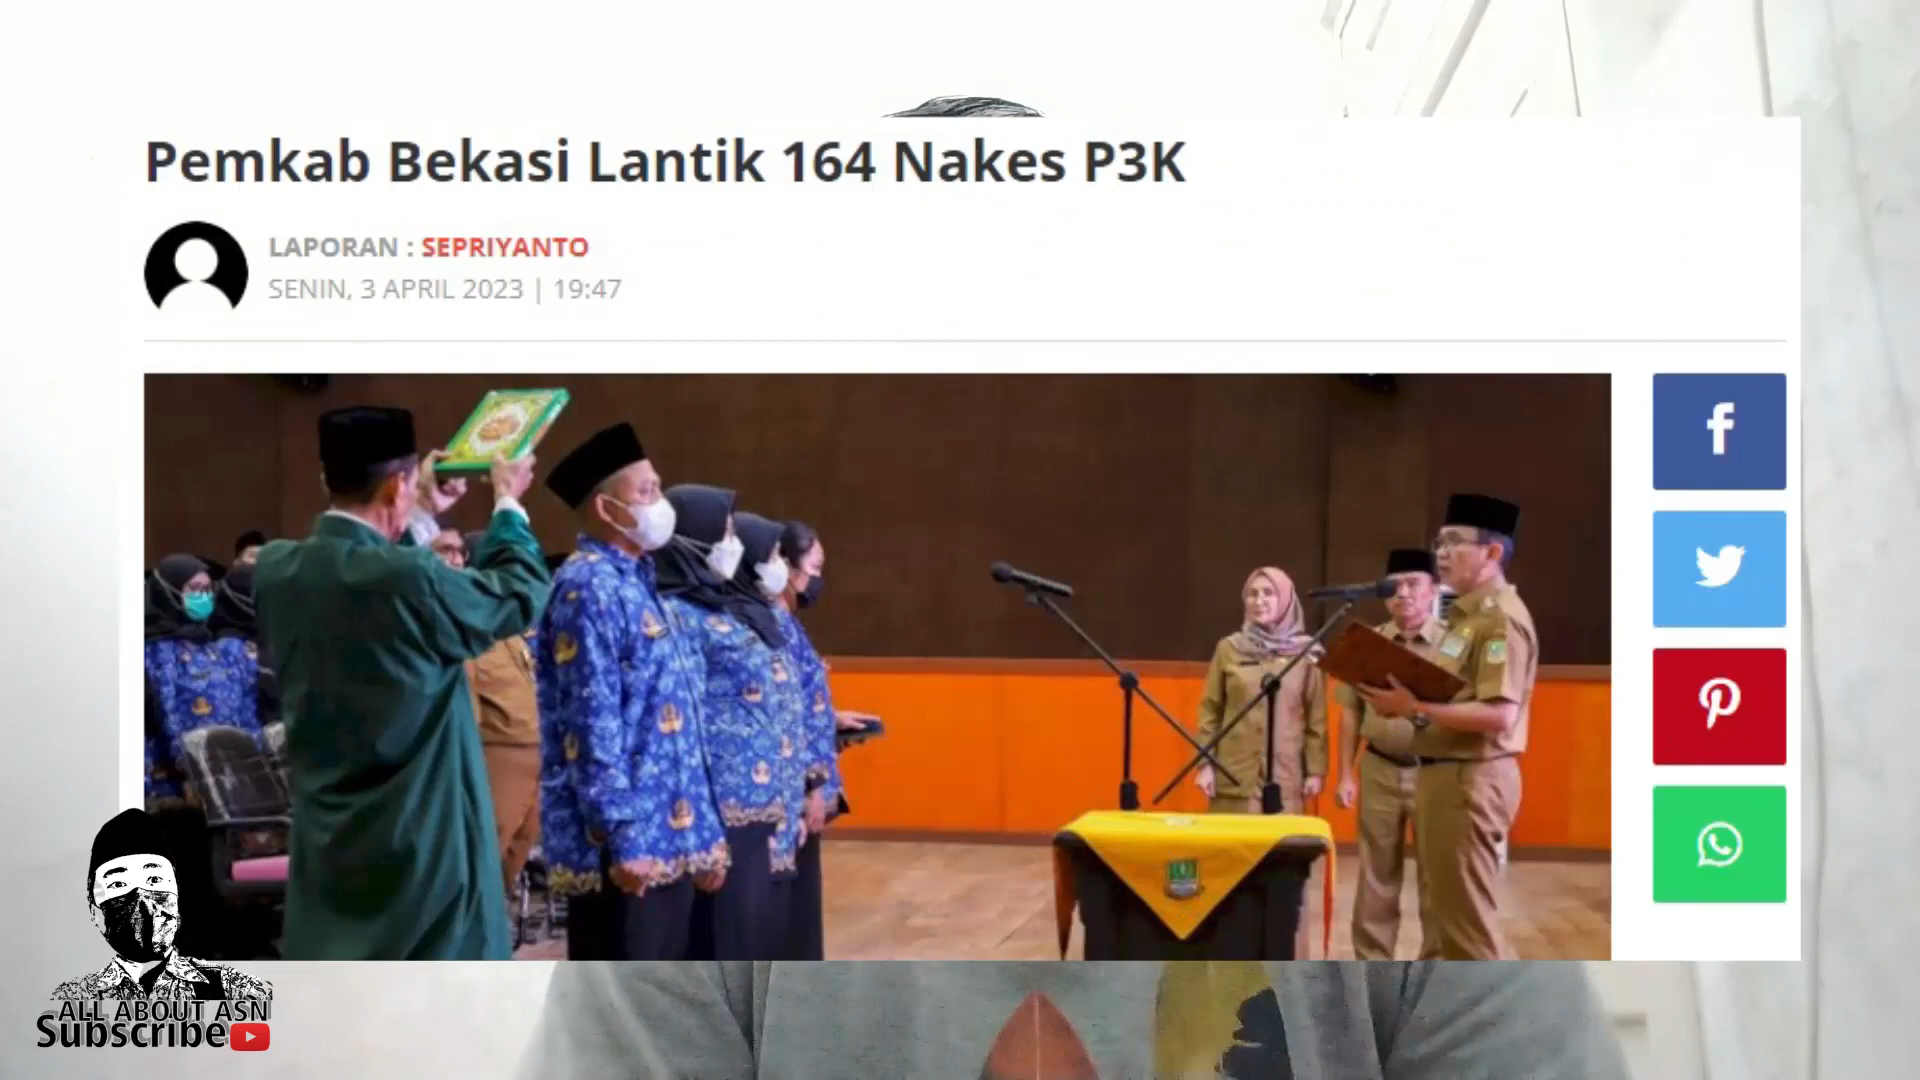 Pemkab Bekasi Lantik 164 Nakes P3K
LAPORAN : SEPRIYANTO
SENIN, 3 APRIL 2023 | 19:47
ALL ABOUT ASN
Subscribe